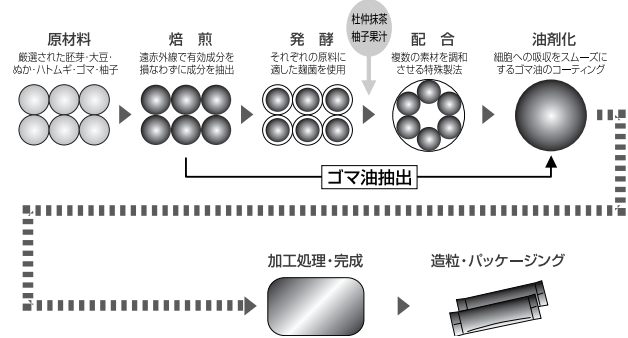 原材料
厳選された胚芽・大豆・
ぬか・ハトムギ・ゴマ・柚子
焙 煎
遠赤外線で有効成分を
損なわずに成分を抽出
発 酵
それぞれの原料に
適した麹菌を使用
杜仲抹茶
柚子果汁
配 合
複数の素材を調和
させる特殊製法
油剤化
細胞への吸収をスムーズに
するゴマ油のコーティング
ゴマ油抽出
加工処理・完成
造粒・パッケージング